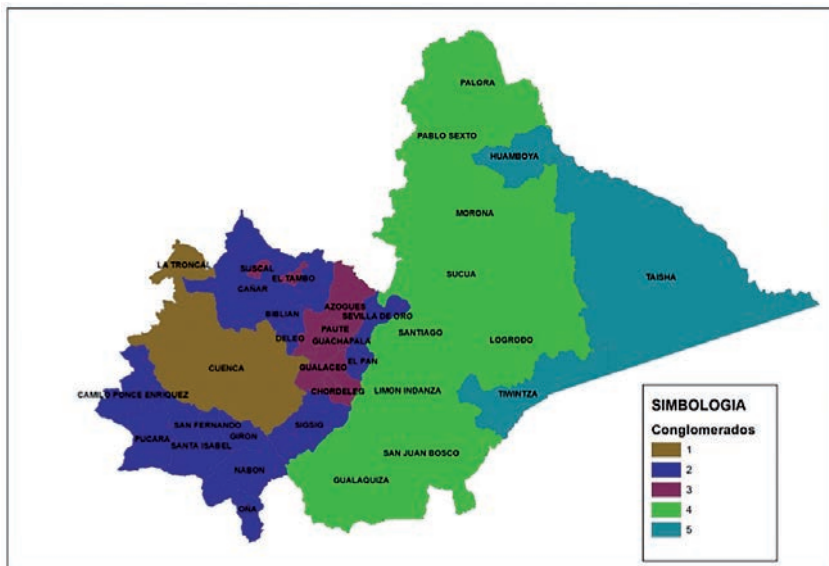 PALORA
PABLO SEXTO
HUAMBOYA
MORONA
LA TRONCAL
SUSCAL
EL TAMBO
SUCUA
TAISHA
CAÑAR
AZOGUES
BIBLIAN
SEVILLA DE ORO
PAUTE
SANTIAGO
DELEG
GUACHAPALA
LOGRODO
EL PAN
CUENCA
GUALACEO
CHORDELEG
LIMON INDANZA
TIWINTZA
CAMILO PONCE ENRIQUEZ
SAN FERNANDO
SIGSIG
PUCARA
GIRON
SANTA ISABEL
SAN JUAN BOSCO
NABON
GUALAQUIZA
OÑA
SIMBOLOGIA
Conglomerados
1
2
3
4
5